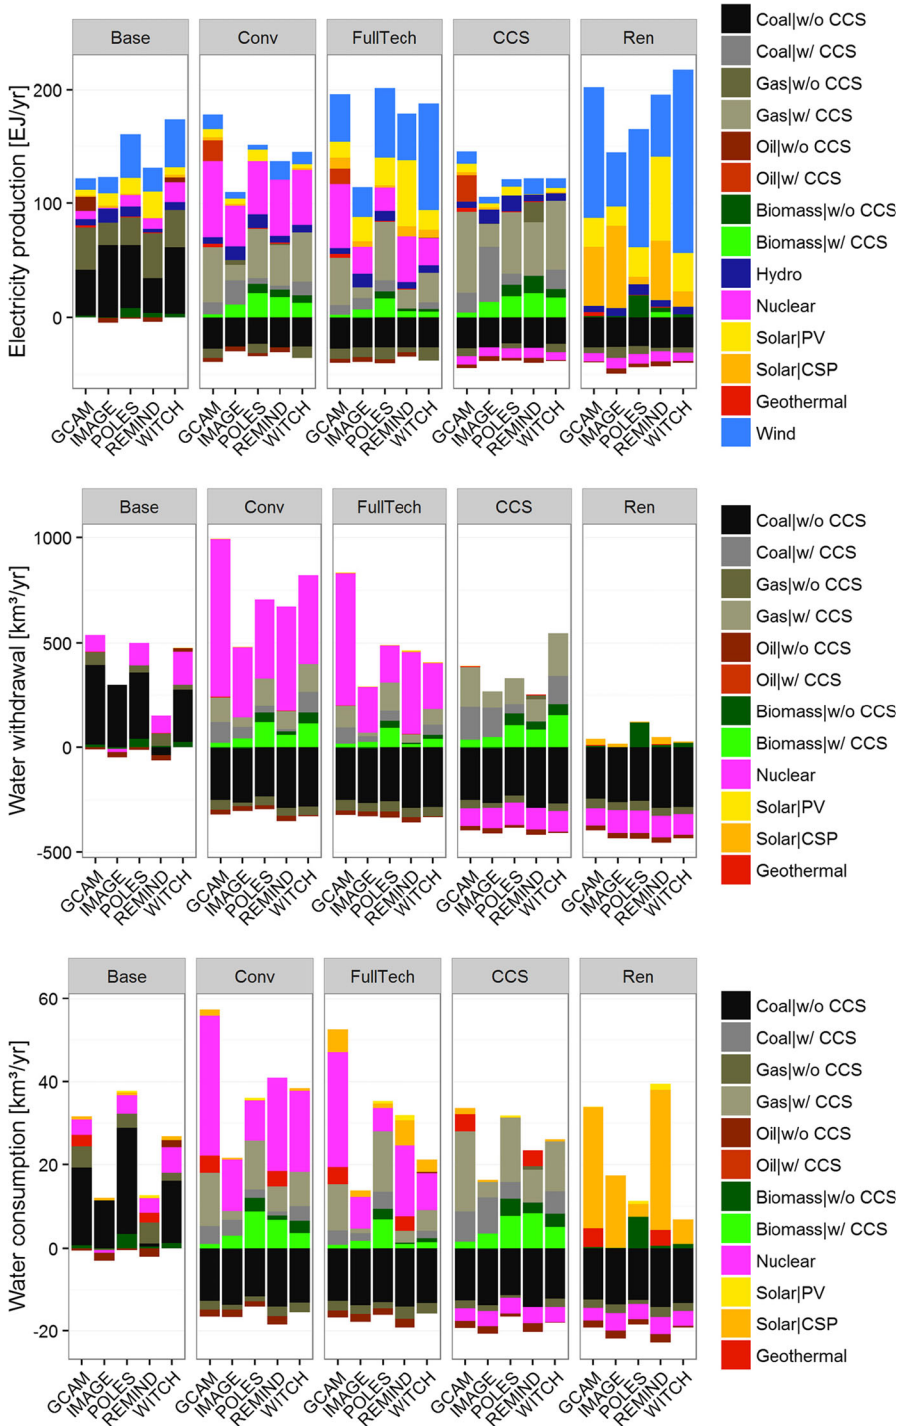 Base Conv FullTech CCS Ren
Electricity production [EJ/yr]
200
100
0
GCAM IMAGE POLES REMIND WITCH GCAM IMAGE POLES REMIND WITCH GCAM IMAGE POLES REMIND WITCH GCAM IMAGE POLES REMIND WITCH GCAM IMAGE POLES REMIND WITCH
Coal|w/o CCS
Coal|w/ CCS
Gas|w/o CCS
Gas|w/ CCS
Oil|w/o CCS
Oil|w/ CCS
Biomass|w/o CCS
Biomass|w/ CCS
Hydro
Nuclear
Solar|PV
Solar|CSP
Geothermal
Wind
Base Conv FullTech CCS Ren
Water withdrawal [km³/yr]
1000
500
0
-500
GCAM IMAGE POLES REMIND WITCH GCAM IMAGE POLES REMIND WITCH GCAM IMAGE POLES REMIND WITCH GCAM IMAGE POLES REMIND WITCH GCAM IMAGE POLES REMIND WITCH
Coal|w/o CCS
Coal|w/ CCS
Gas|w/o CCS
Gas|w/ CCS
Oil|w/o CCS
Oil|w/ CCS
Biomass|w/o CCS
Biomass|w/ CCS
Nuclear
Solar|PV
Solar|CSP
Geothermal
Base Conv FullTech CCS Ren
Water consumption [km³/yr]
60
40
20
0
-20
GCAM IMAGE POLES REMIND WITCH GCAM IMAGE POLES REMIND WITCH GCAM IMAGE POLES REMIND WITCH GCAM IMAGE POLES REMIND WITCH GCAM IMAGE POLES REMIND WITCH
Coal|w/o CCS
Coal|w/ CCS
Gas|w/o CCS
Gas|w/ CCS
Oil|w/o CCS
Oil|w/ CCS
Biomass|w/o CCS
Biomass|w/ CCS
Nuclear
Solar|PV
Solar|CSP
Geothermal